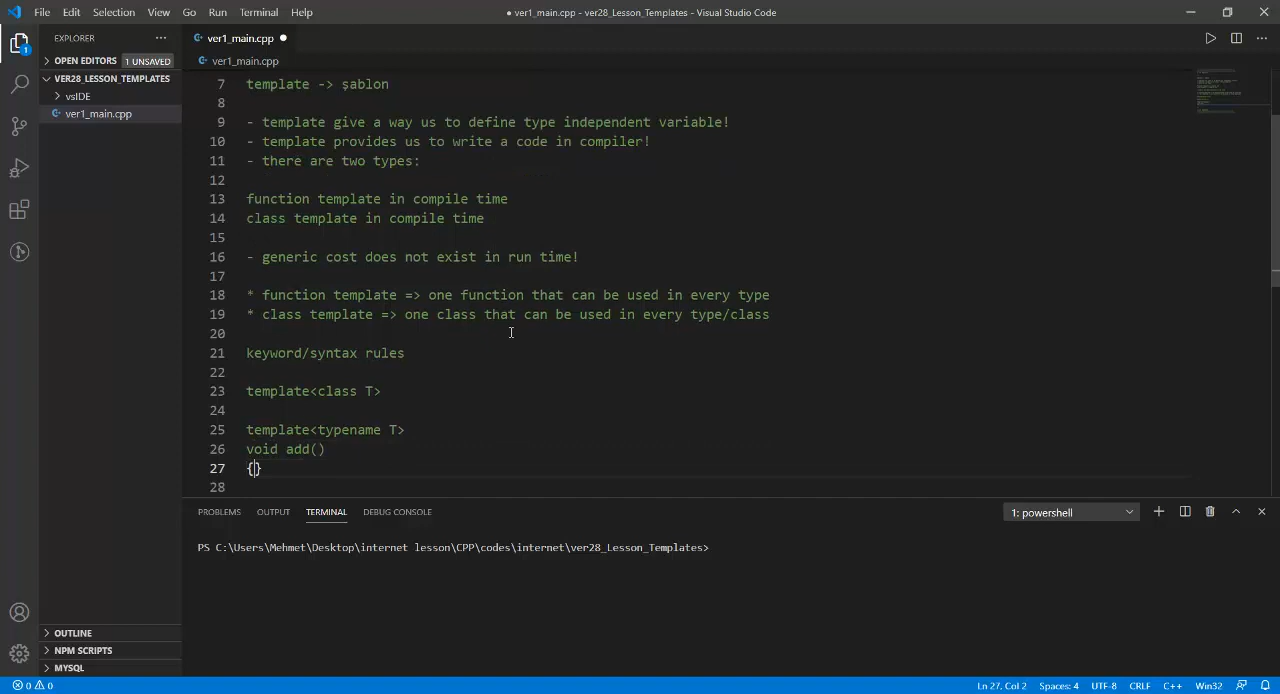 File Edit Selection View Go Run Terminal Help
● ver1_main.cpp - ver28_Lesson_Templates - Visual Studio Code
EXPLORER
ver1_main.cpp
OPEN EDITORS 1 UNSAVED
ver1_main.cpp
VER28_LESSON_TEMPLATES
vsIDE
ver1_main.cpp
7 template -> şablon
8
9 - template give a way us to define type independent variable!
10 - template provides us to write a code in compiler!
11 - there are two types:
12
13 function template in compile time
14 class template in compile time
15
16 - generic cost does not exist in run time!
17
18 * function template => one function that can be used in every type
19 * class template => one class that can be used in every type/class
20
21 keyword/syntax rules
22
23 template<class T>
24
25 template<typename T>
26 void add()
27 {}
28
PROBLEMS OUTPUT TERMINAL DEBUG CONSOLE
1: powershell
PS C:\Users\Mehmet\Desktop\internet lesson\CPP\codes\internet\ver28_Lesson_Templates>
OUTLINE
NPM SCRIPTS
MYSQL
0 0
Ln 27, Col 2 Spaces: 4 UTF-8 CRLF C++ Win32